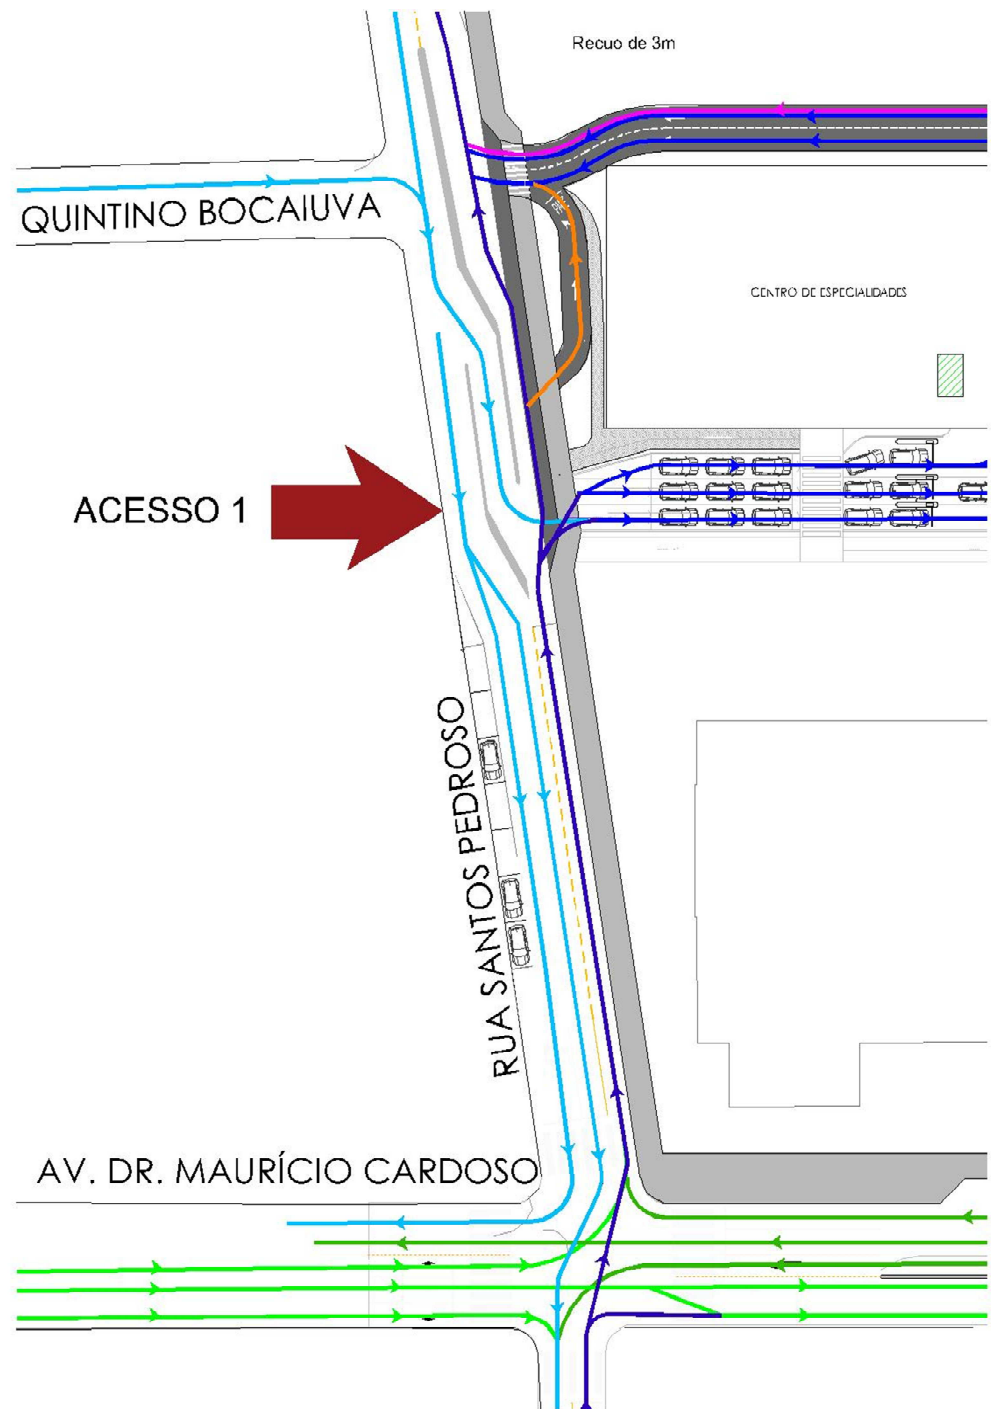 Recuo de 3m
QUINTINO BOCAIUVA
CENTRO DE ESPECIALIDADES
ACESSO 1
RUA SANTOS PEDROSO
AV. DR. MAURÍCIO CARDOSO